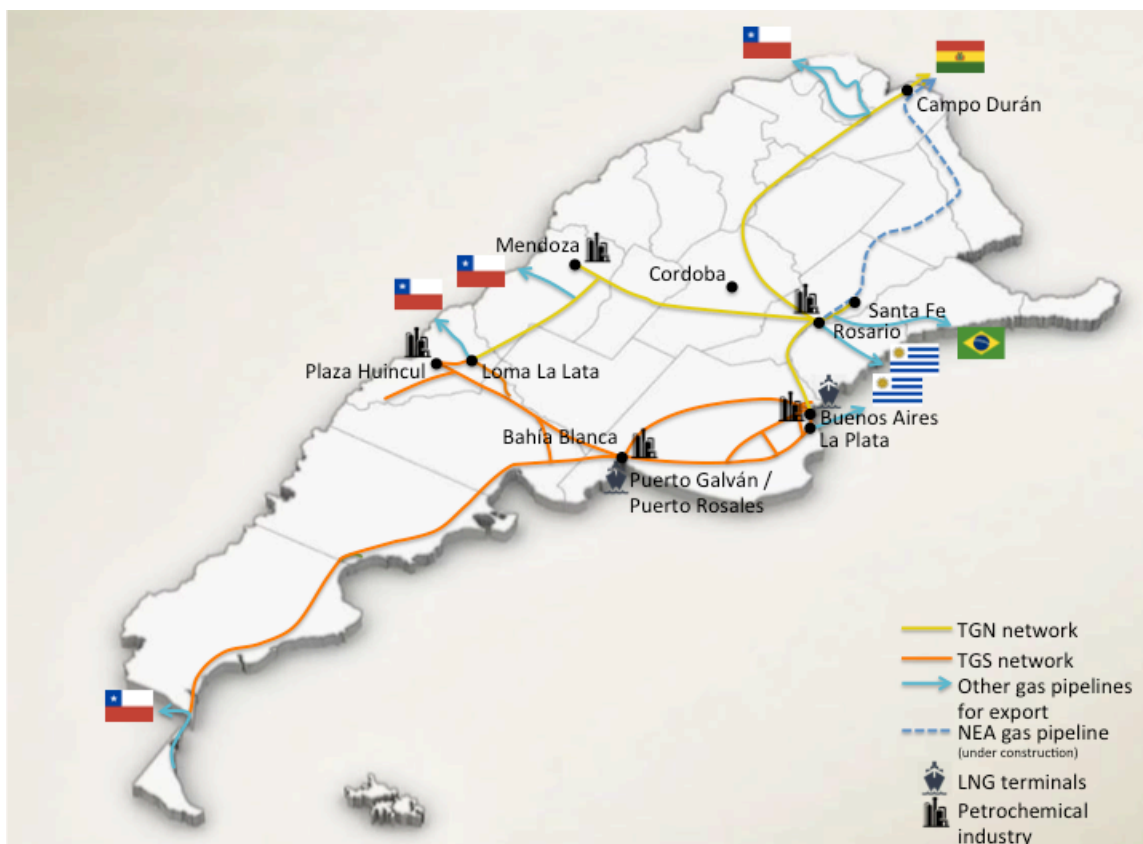 Campo Durán
Mendoza
Cordoba
Santa Fe
Rosario
Plaza Huincul
Loma La Lata
Buenos Aires
La Plata
Bahía Blanca
Puerto Galván /
Puerto Rosales
TGN network
TGS network
Other gas pipelines
for export
NEA gas pipeline
(under construction)
LNG terminals
Petrochemical
industry